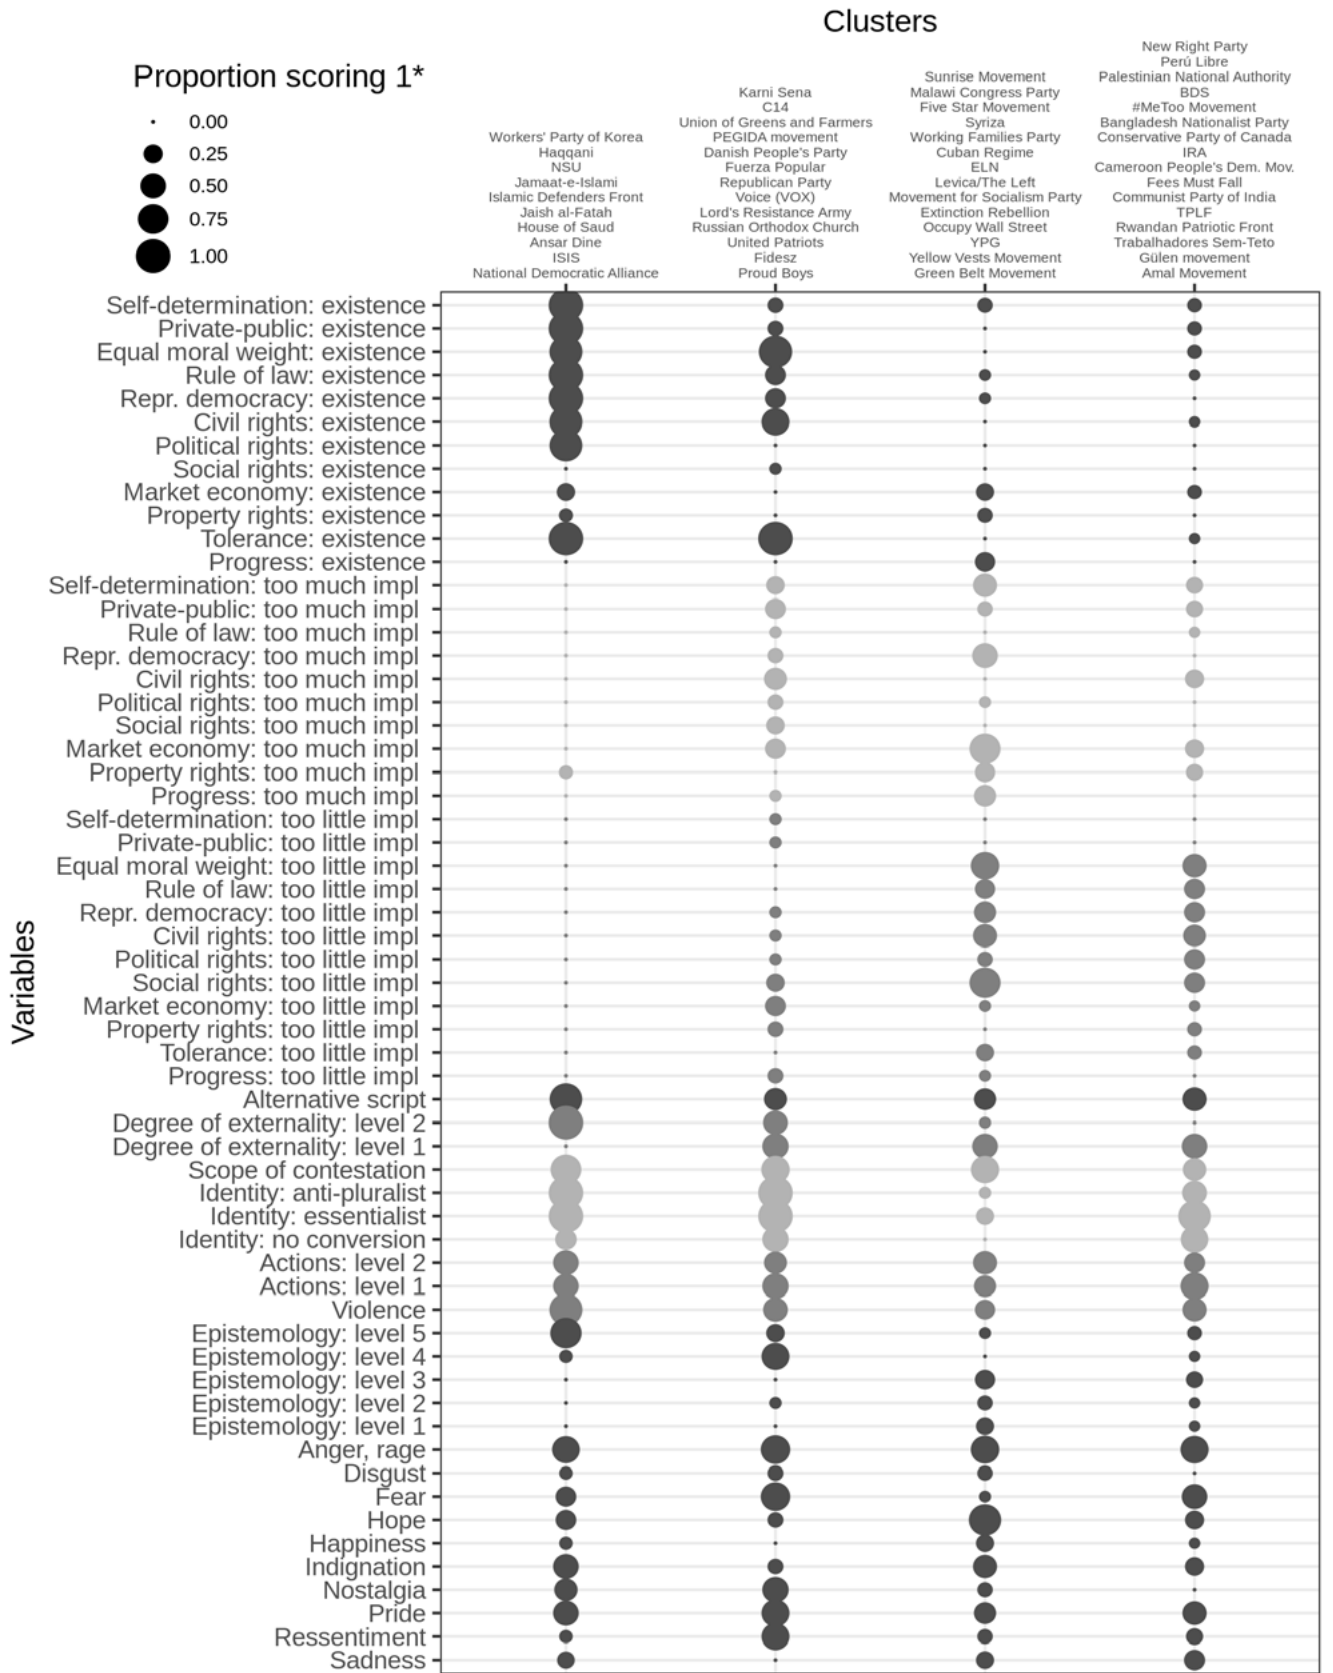 Clusters
Proportion scoring 1*
0.00
0.25
0.50
0.75
1.00
Workers' Party of Korea
Haqqani
NSU
Jamaat-e-Islami
Islamic Defenders Front
Jaish al-Fatah
House of Saud
Ansar Dine
ISIS
National Democratic Alliance
Karni Sena
C14
Union of Greens and Farmers
PEGIDA movement
Danish People's Party
Fuerza Popular
Republican Party
Voice (VOX)
Lord's Resistance Army
Russian Orthodox Church
United Patriots
Fidesz
Proud Boys
Sunrise Movement
Malawi Congress Party
Five Star Movement
Syriza
Working Families Party
Cuban Regime
ELN
Levica/The Left
Movement for Socialism Party
Extinction Rebellion
Occupy Wall Street
YPG
Yellow Vests Movement
Green Belt Movement
New Right Party
Perú Libre
Palestinian National Authority
BDS
#MeToo Movement
Bangladesh Nationalist Party
Conservative Party of Canada
IRA
Cameroon People's Dem. Mov.
Fees Must Fall
Communist Party of India
TPLF
Rwandan Patriotic Front
Trabalhadores Sem-Teto
Gülen movement
Amal Movement
Variables
Self-determination: existence
Private-public: existence
Equal moral weight: existence
Rule of law: existence
Repr. democracy: existence
Civil rights: existence
Political rights: existence
Social rights: existence
Market economy: existence
Property rights: existence
Tolerance: existence
Progress: existence
Self-determination: too much impl
Private-public: too much impl
Rule of law: too much impl
Repr. democracy: too much impl
Civil rights: too much impl
Political rights: too much impl
Social rights: too much impl
Market economy: too much impl
Property rights: too much impl
Progress: too much impl
Self-determination: too little impl
Private-public: too little impl
Equal moral weight: too little impl
Rule of law: too little impl
Repr. democracy: too little impl
Civil rights: too little impl
Political rights: too little impl
Social rights: too little impl
Market economy: too little impl
Property rights: too little impl
Tolerance: too little impl
Progress: too little impl
Alternative script
Degree of externality: level 2
Degree of externality: level 1
Scope of contestation
Identity: anti-pluralist
Identity: essentialist
Identity: no conversion
Actions: level 2
Actions: level 1
Violence
Epistemology: level 5
Epistemology: level 4
Epistemology: level 3
Epistemology: level 2
Epistemology: level 1
Anger, rage
Disgust
Fear
Hope
Happiness
Indignation
Nostalgia
Pride
Ressentiment
Sadness